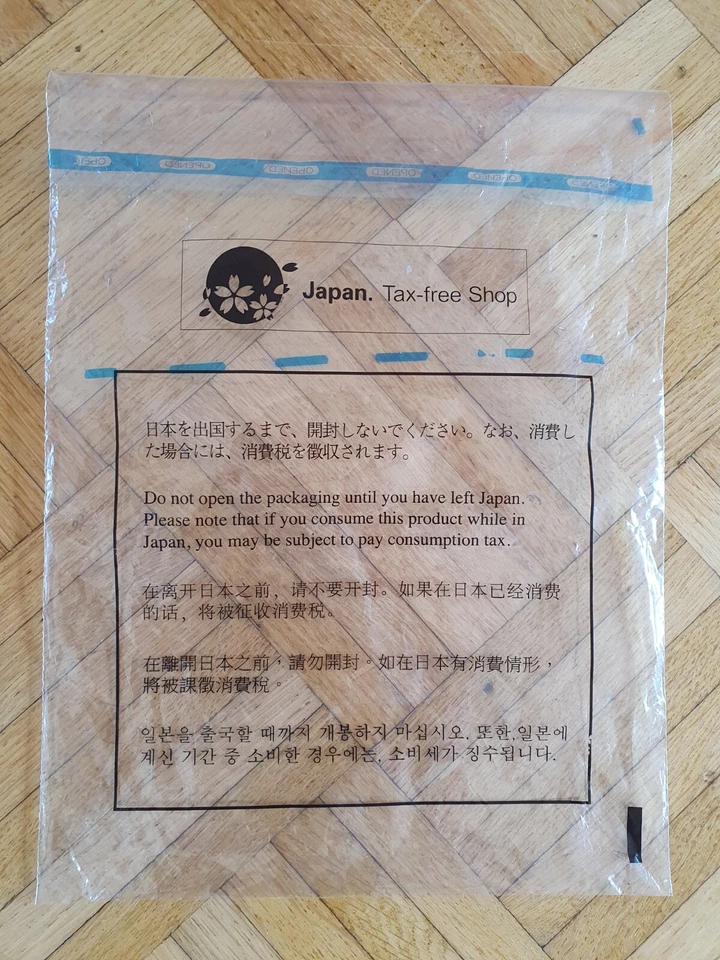 OPENED OPENED OPENED OPENED OPENED OPENED
Japan. Tax-free Shop
日本を出国するまで、開封しないでください。なお、消費し
た場合には、消費税を徴収されます。
Do not open the packaging until you have left Japan.
Please note that if you consume this product while in
Japan, you may be subject to pay consumption tax.
在离开日本之前，请不要开封。如果在日本已经消费
的话，将被征收消费税。
在離開日本之前，請勿開封。如在日本有消費情形，
將被課徵消費稅。
일본을 출국할 때까지 개봉하지 마십시오. 또한,일본에
계신 기간 중 소비한 경우에는, 소비세가 징수됩니다.